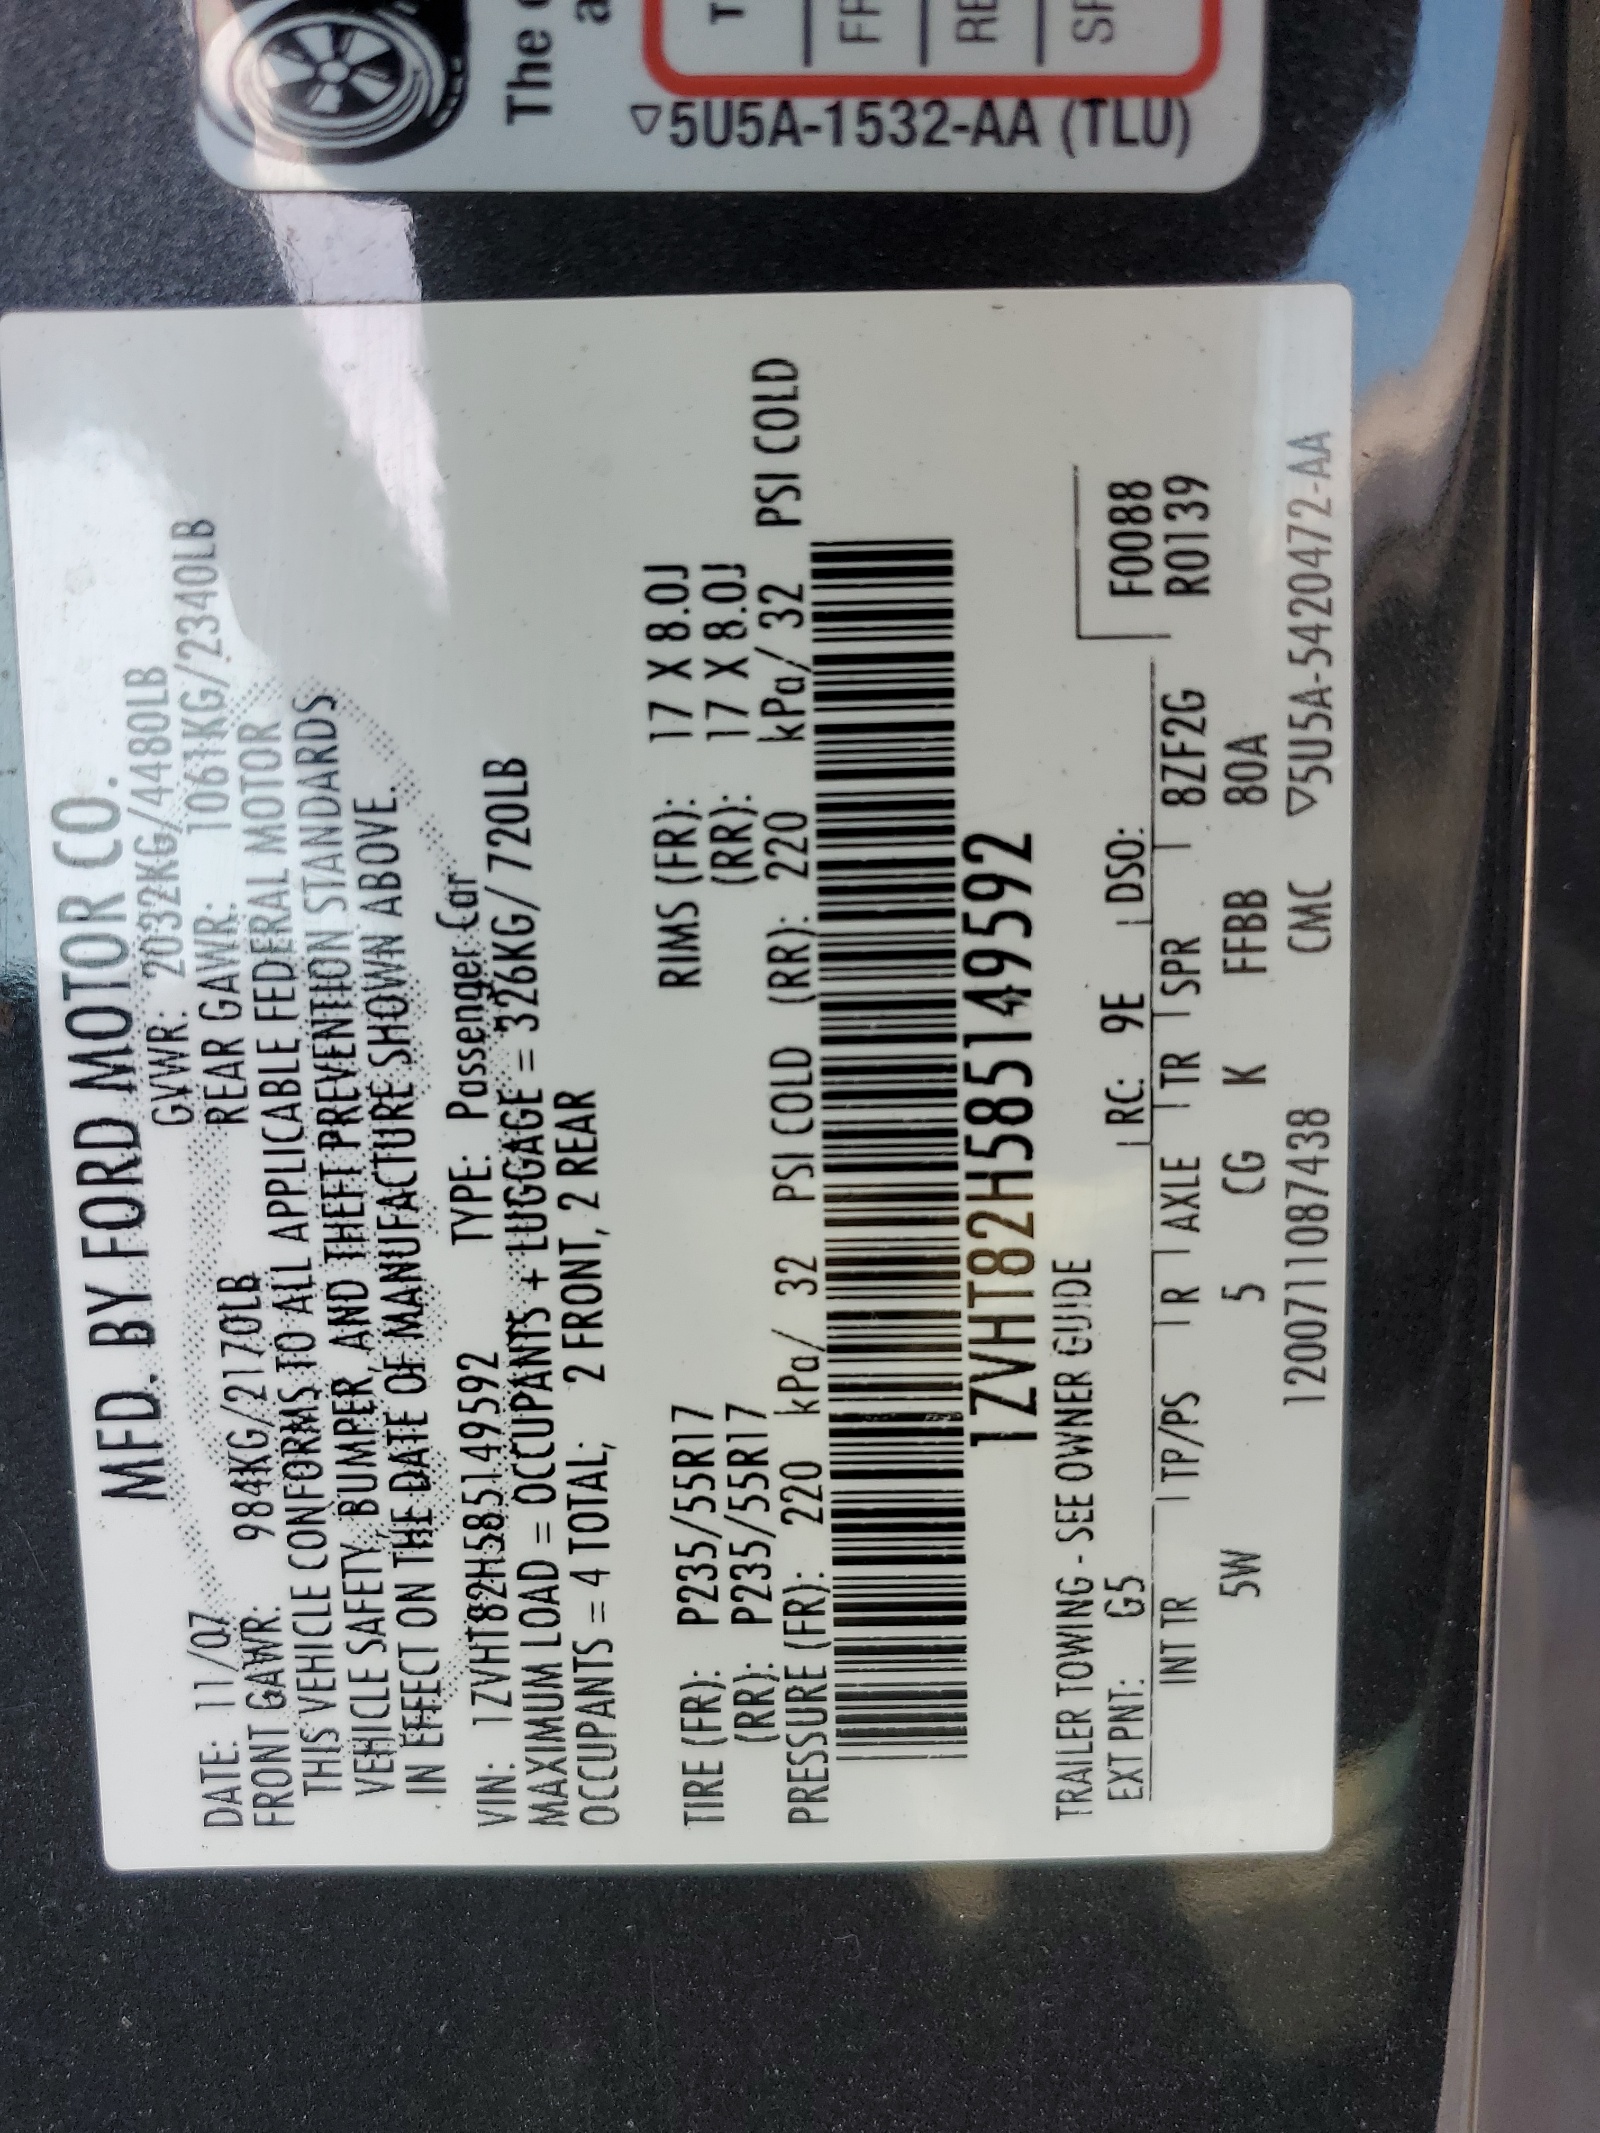 MFD. BY FORD MOTOR CO.
DATE: 11/07 GVWR: 2032KG/4480LB
FRONT GAWR: 984KG/2170LB REAR GAWR: 1061KG/2340LB
THIS VEHICLE CONFORMS TO ALL APPLICABLE FEDERAL MOTOR
VEHICLE SAFETY, BUMPER, AND THEFT PREVENTION STANDARDS
IN EFFECT ON THE DATE OF MANUFACTURE SHOWN ABOVE.
VIN: 1ZVHT82H585149592 TYPE: Passenger Car
MAXIMUM LOAD = OCCUPANTS + LUGGAGE = 326KG/720LB
OCCUPANTS = 4 TOTAL; 2 FRONT, 2 REAR
TIRE (FR): P235/55R17 RIMS (FR): 17 X 8.0J
(RR): P235/55R17 (RR): 17 X 8.0J
PRESSURE (FR): 220 kPa/ 32 PSI COLD (RR): 220 kPa/ 32 PSI COLD
1ZVHT82H585149592
TRAILER TOWING - SEE OWNER GUIDE
EXT PNT: G5 RC: 9E DSO: F0088
INT TR TP/PS R AXLE TR SPR 8ZF2G R0139
5W 5 CG K FFBB 80A
120071108 7438 CMC ▽5U5A-5420472-AA
The
▽5U5A-1532-AA (TLU)
T
FR
RE
SP